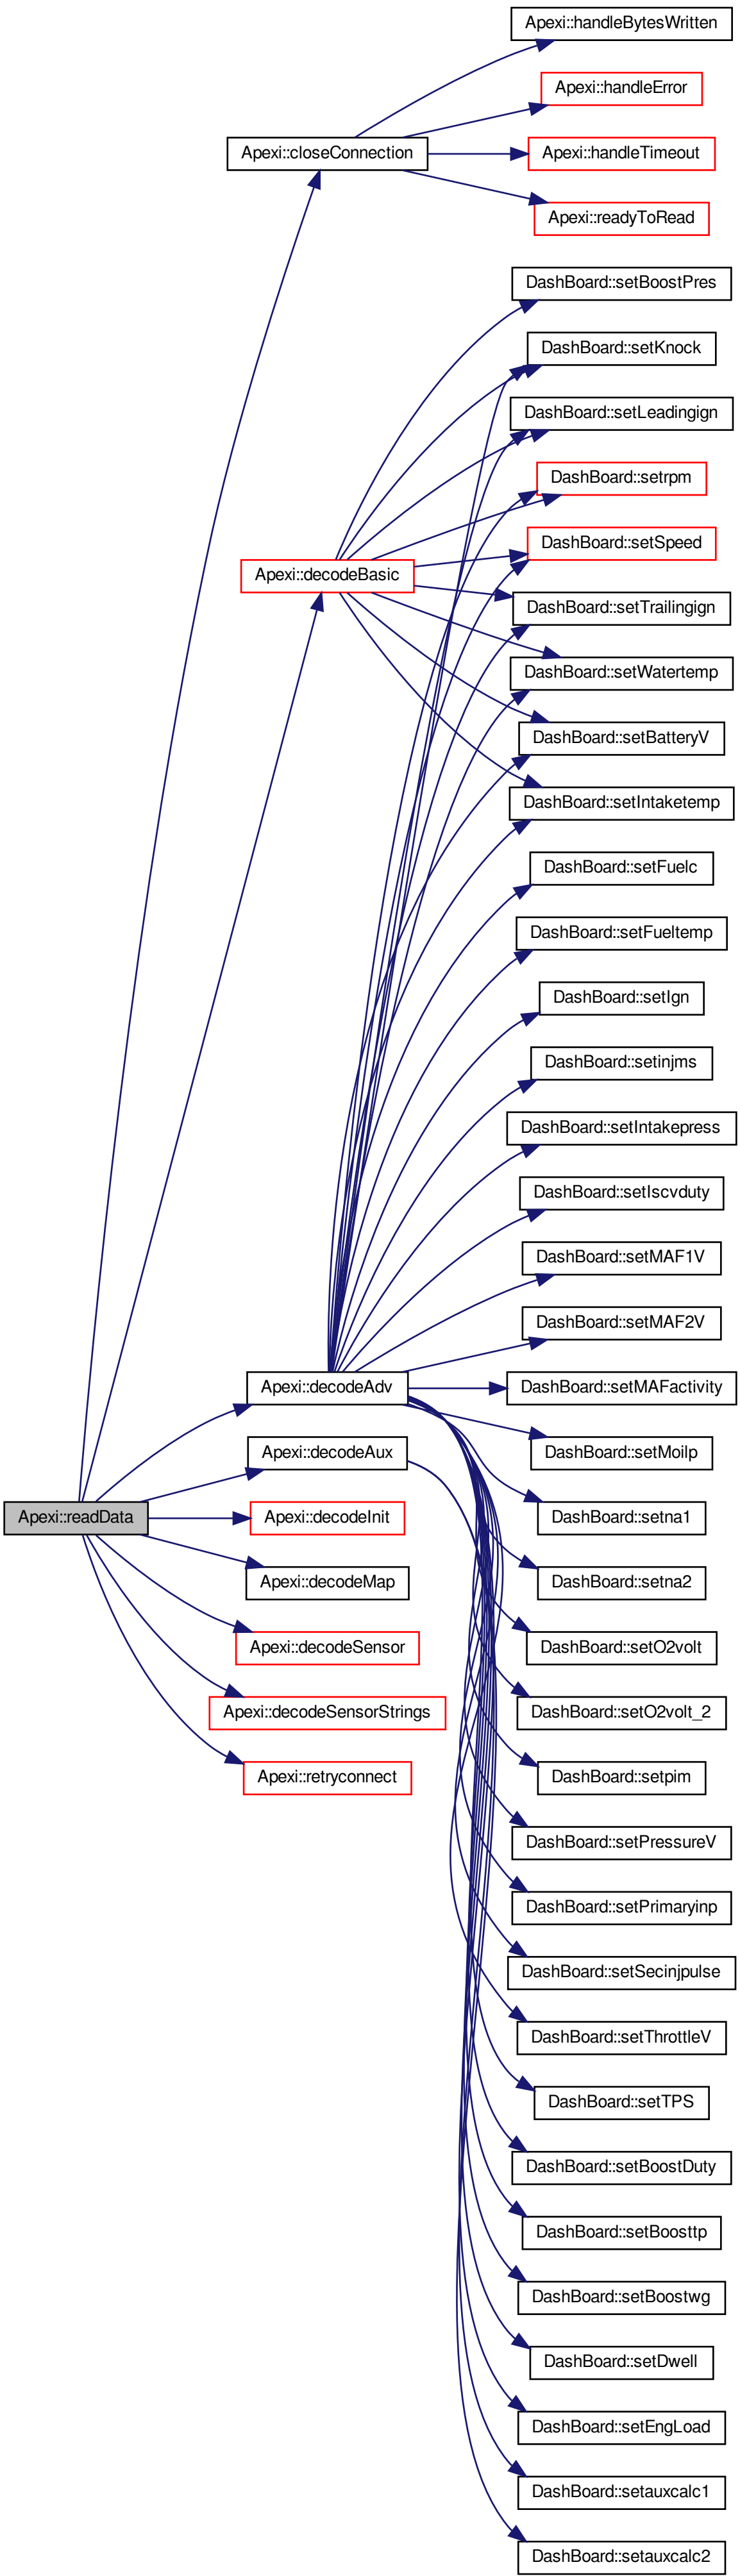 Apexi::handleBytesWritten
Apexi::handleError
Apexi::closeConnection
Apexi::handleTimeout
Apexi::readyToRead
DashBoard::setBoostPres
DashBoard::setKnock
DashBoard::setLeadingign
DashBoard::setrpm
DashBoard::setSpeed
Apexi::decodeBasic
DashBoard::setTrailingign
DashBoard::setWatertemp
DashBoard::setBatteryV
DashBoard::setIntaketemp
DashBoard::setFuelc
DashBoard::setFueltemp
DashBoard::setIgn
DashBoard::setinjms
DashBoard::setIntakepress
DashBoard::setIscvduty
DashBoard::setMAF1V
DashBoard::setMAF2V
Apexi::decodeAdv
DashBoard::setMAFactivity
Apexi::decodeAux
DashBoard::setMoilp
Apexi::readData
Apexi::decodeInit
DashBoard::setna1
Apexi::decodeMap
DashBoard::setna2
Apexi::decodeSensor
DashBoard::setO2volt
Apexi::decodeSensorStrings
DashBoard::setO2volt_2
Apexi::retryconnect
DashBoard::setpim
DashBoard::setPressureV
DashBoard::setPrimaryinp
DashBoard::setSecinjpulse
DashBoard::setThrottleV
DashBoard::setTPS
DashBoard::setBoostDuty
DashBoard::setBoosttp
DashBoard::setBoostwg
DashBoard::setDwell
DashBoard::setEngLoad
DashBoard::setauxcalc1
DashBoard::setauxcalc2